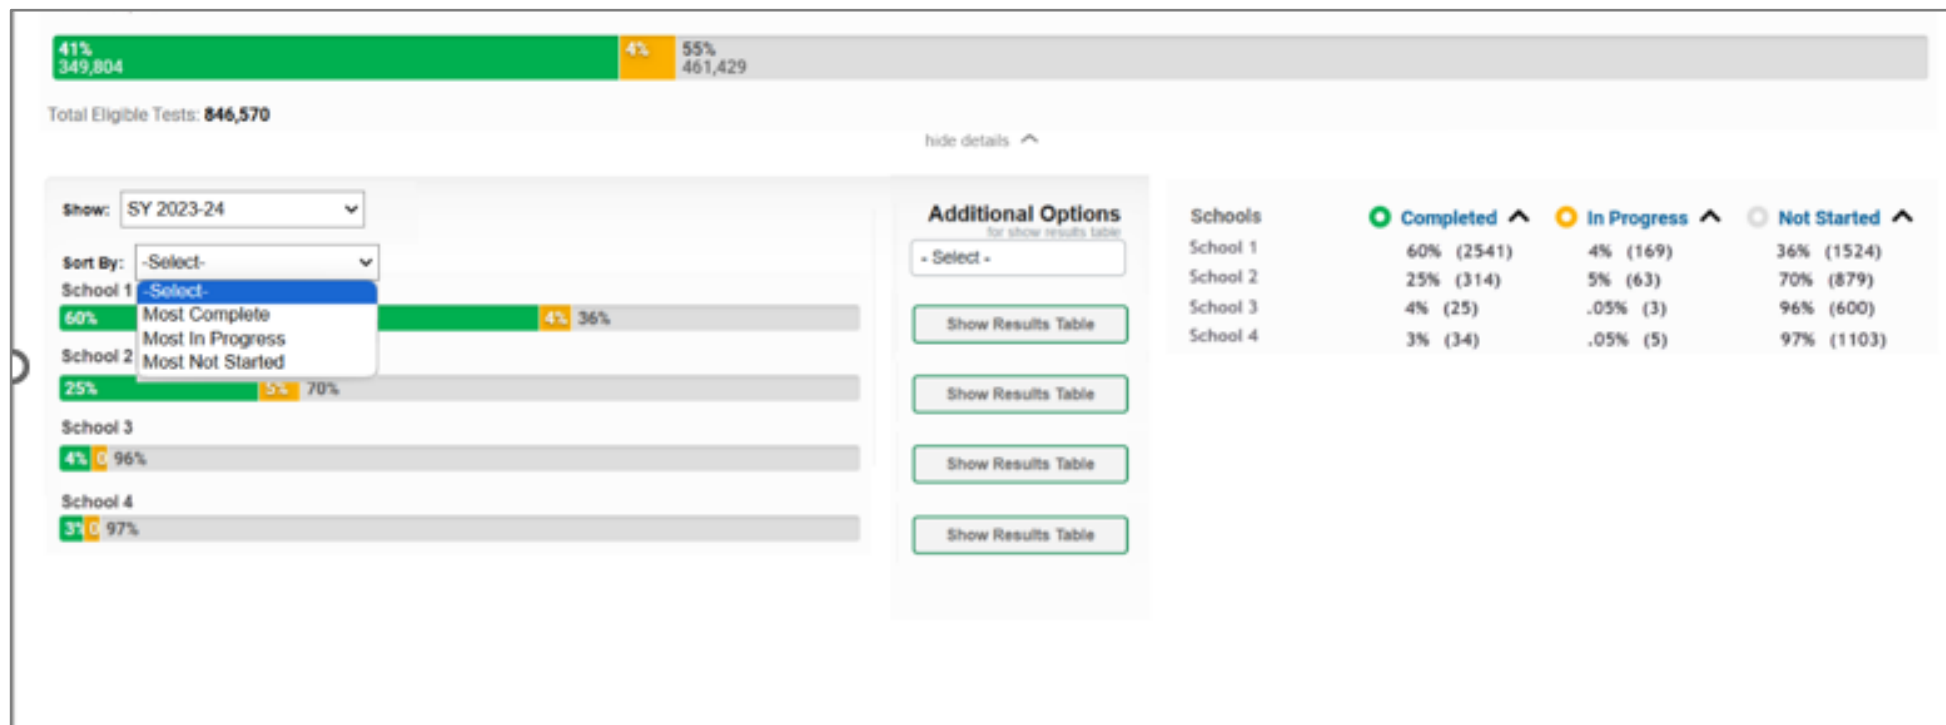 41% 4% 55%
349,804 461,429
Total Eligible Tests: 846,570
hide details
Show: SY 2023-24
Sort By: -Select-
-Select-
Most Complete
Most In Progress
Most Not Started
School 1
60% 4% 36%
School 2
25% 5% 70%
School 3
4% 0 96%
School 4
3% 0 97%
Additional Options
for show results table
- Select -
Show Results Table
Show Results Table
Show Results Table
Show Results Table
Schools Completed In Progress Not Started
School 1 60% (2541) 4% (169) 36% (1524)
School 2 25% (314) 5% (63) 70% (879)
School 3 4% (25) .05% (3) 96% (600)
School 4 3% (34) .05% (5) 97% (1103)